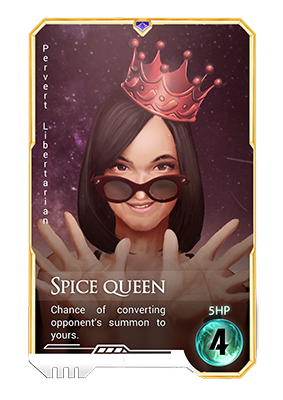 Pervert Libertarian
SPICE QUEEN
Chance of converting
opponent's summon to
yours.
5HP
4